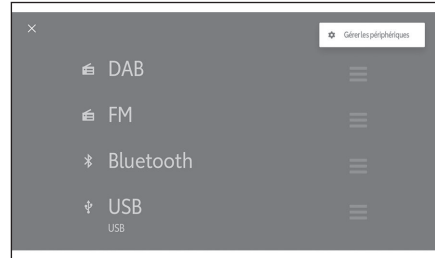 Gérer les périphériques
DAB
FM
Bluetooth
USB
USB